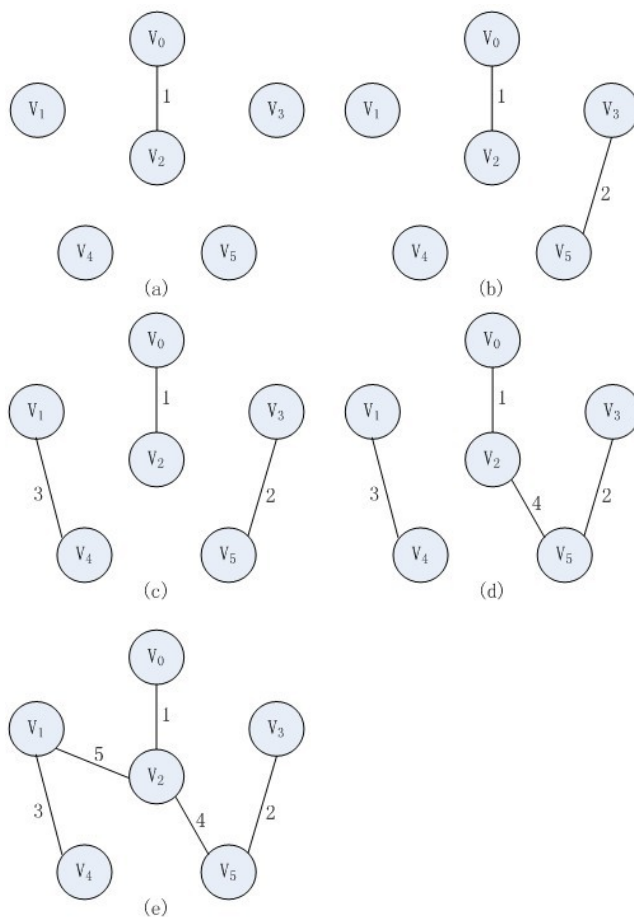 V₀ V₀
1 1
V₁ V₃ V₁ V₃
V₂ V₂
2
V₄ V₅ V₄ V₅
(a) (b)
V₀ V₀
1 1
V₁ V₃ V₁ V₃
V₂ V₂
3 2 3 4 2
V₄ V₅ V₄ V₅
(c) (d)
V₀
1
V₁ V₃
5 V₂
3 4 2
V₄ V₅
(e)